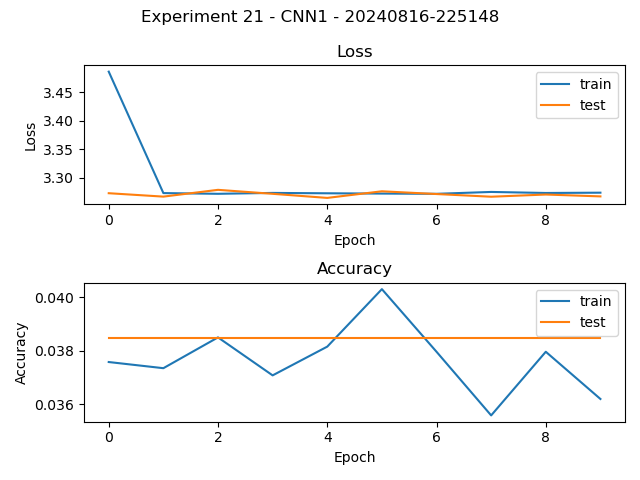 Experiment 21 - CNN1 - 20240816-225148
Loss
3.45
3.40
3.35
3.30
Loss
train
test
0 2 4 6 8
Epoch
Accuracy
0.040
0.038
0.036
Accuracy
train
test
0 2 4 6 8
Epoch